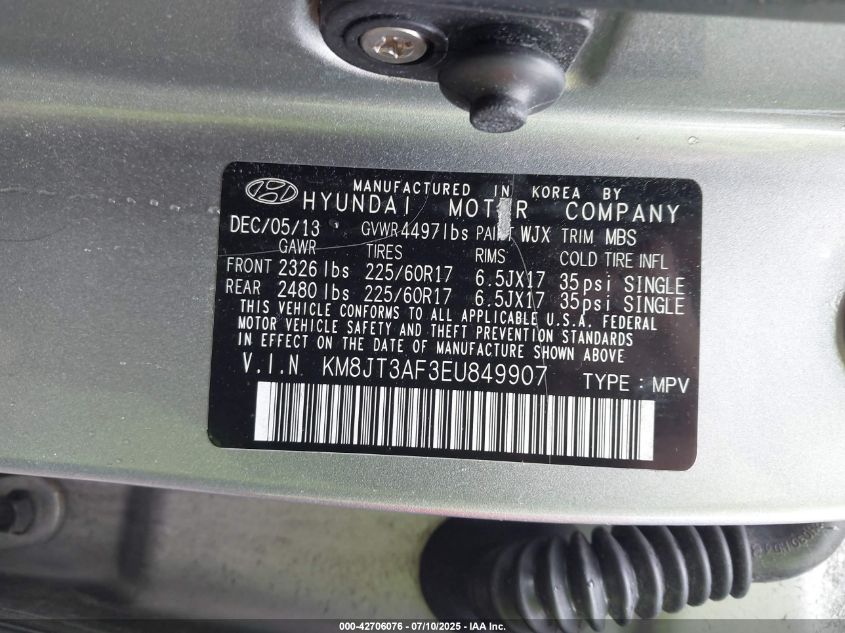 MANUFACTURED IN KOREA BY
HYUNDAI MOTOR COMPANY
DEC/05/13 GVWR 4497lbs PAINT WJX TRIM MBS
GAWR TIRES RIMS COLD TIRE INFL
FRONT 2326 lbs 225/60R17 6.5JX17 35psi SINGLE
REAR 2480 lbs 225/60R17 6.5JX17 35psi SINGLE
THIS VEHICLE CONFORMS TO ALL APPLICABLE U.S.A. FEDERAL
MOTOR VEHICLE SAFETY AND THEFT PREVENTION STANDARDS
IN EFFECT ON THE DATE OF MANUFACTURE SHOWN ABOVE
V.I.N KM8JT3AF3EU849907 TYPE : MPV
000-42706076 - 07/10/2025 - IAA Inc.